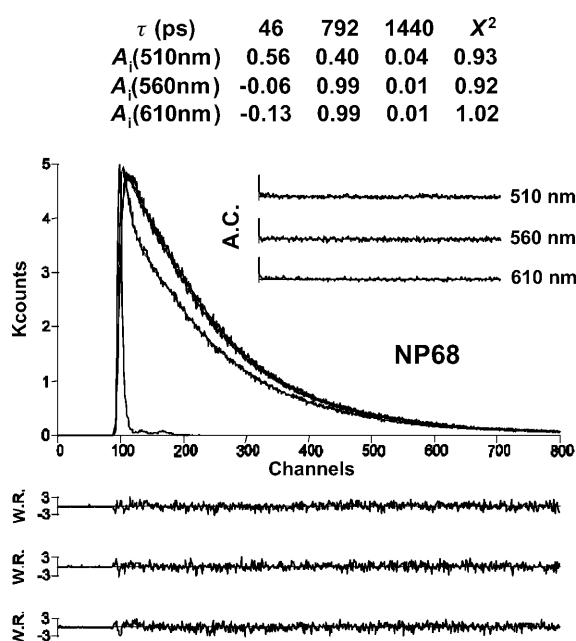 τ (ps) 46 792 1440 X²
Aᵢ(510nm) 0.56 0.40 0.04 0.93
Aᵢ(560nm) -0.06 0.99 0.01 0.92
Aᵢ(610nm) -0.13 0.99 0.01 1.02
5
4
3
2
1
0
Kcounts
A.C.
510 nm
560 nm
610 nm
NP68
0 100 200 300 400 500 600 700 800
Channels
W.R. 3 -3
W.R. 3 -3
W.R. 3 -3